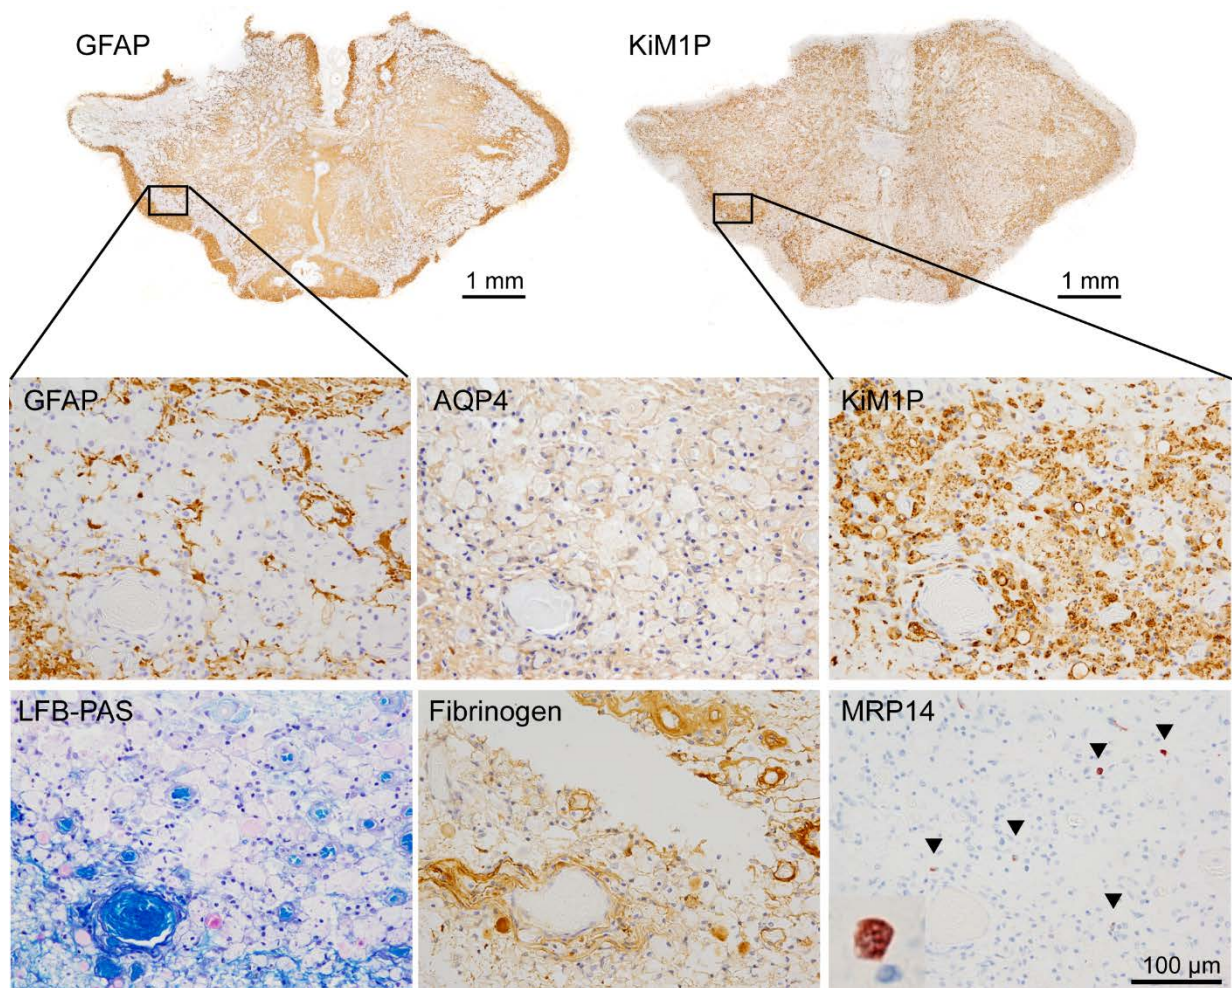 GFAP
KiM1P
1 mm
1 mm
GFAP
AQP4
KiM1P
LFB-PAS
Fibrinogen
MRP14
100 µm